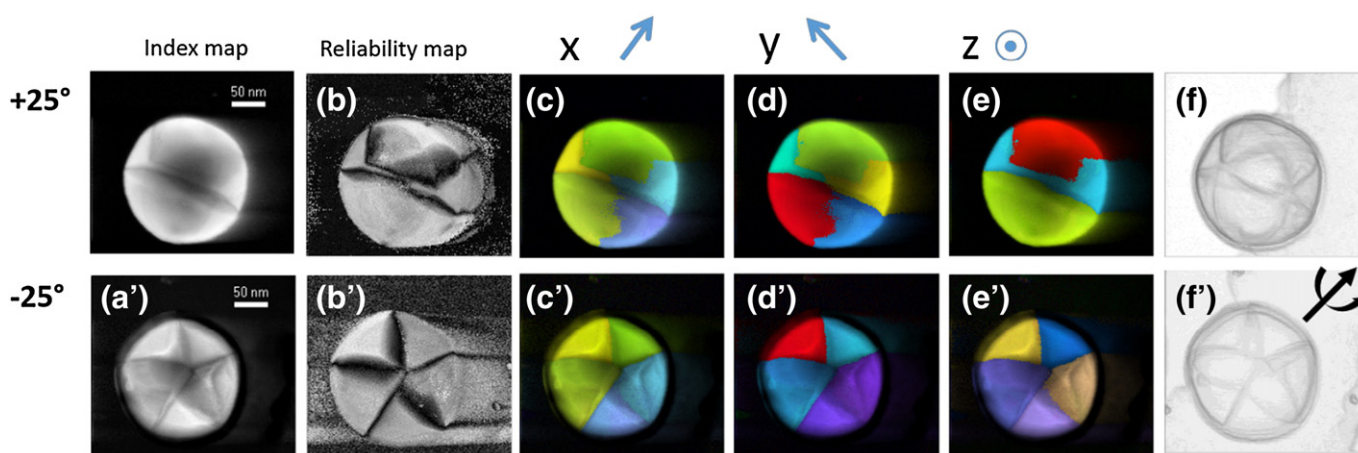 Index map
Reliability map
x
y
z
+25°
50 nm
(b)
(c)
(d)
(e)
(f)
-25°
(a')
50 nm
(b')
(c')
(d')
(e')
(f')